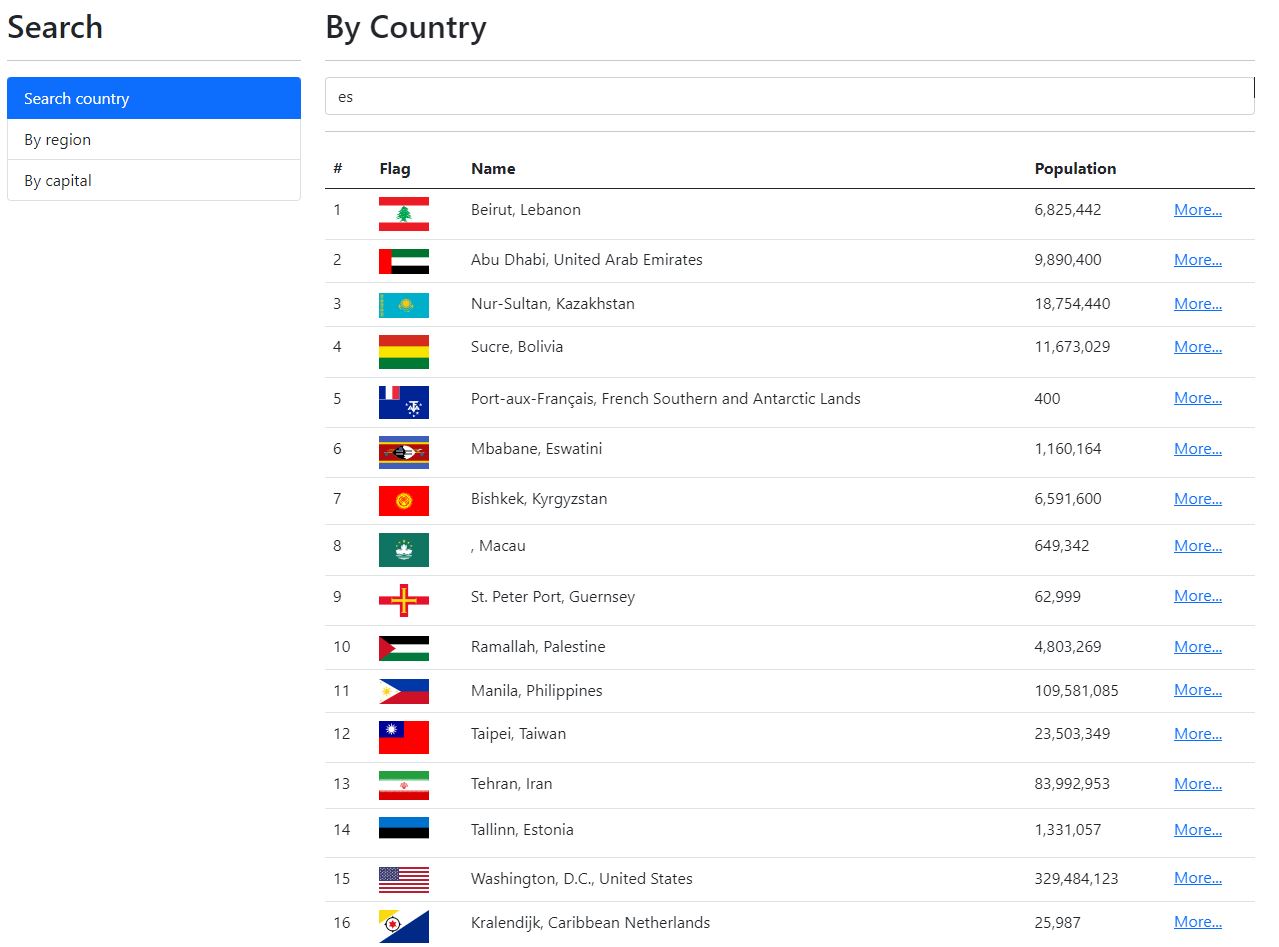 Search
By Country
Search country
By region
By capital
es
# Flag Name Population
1 Beirut, Lebanon 6,825,442 More...
2 Abu Dhabi, United Arab Emirates 9,890,400 More...
3 Nur-Sultan, Kazakhstan 18,754,440 More...
4 Sucre, Bolivia 11,673,029 More...
5 Port-aux-Français, French Southern and Antarctic Lands 400 More...
6 Mbabane, Eswatini 1,160,164 More...
7 Bishkek, Kyrgyzstan 6,591,600 More...
8 , Macau 649,342 More...
9 St. Peter Port, Guernsey 62,999 More...
10 Ramallah, Palestine 4,803,269 More...
11 Manila, Philippines 109,581,085 More...
12 Taipei, Taiwan 23,503,349 More...
13 Tehran, Iran 83,992,953 More...
14 Tallinn, Estonia 1,331,057 More...
15 Washington, D.C., United States 329,484,123 More...
16 Kralendijk, Caribbean Netherlands 25,987 More...